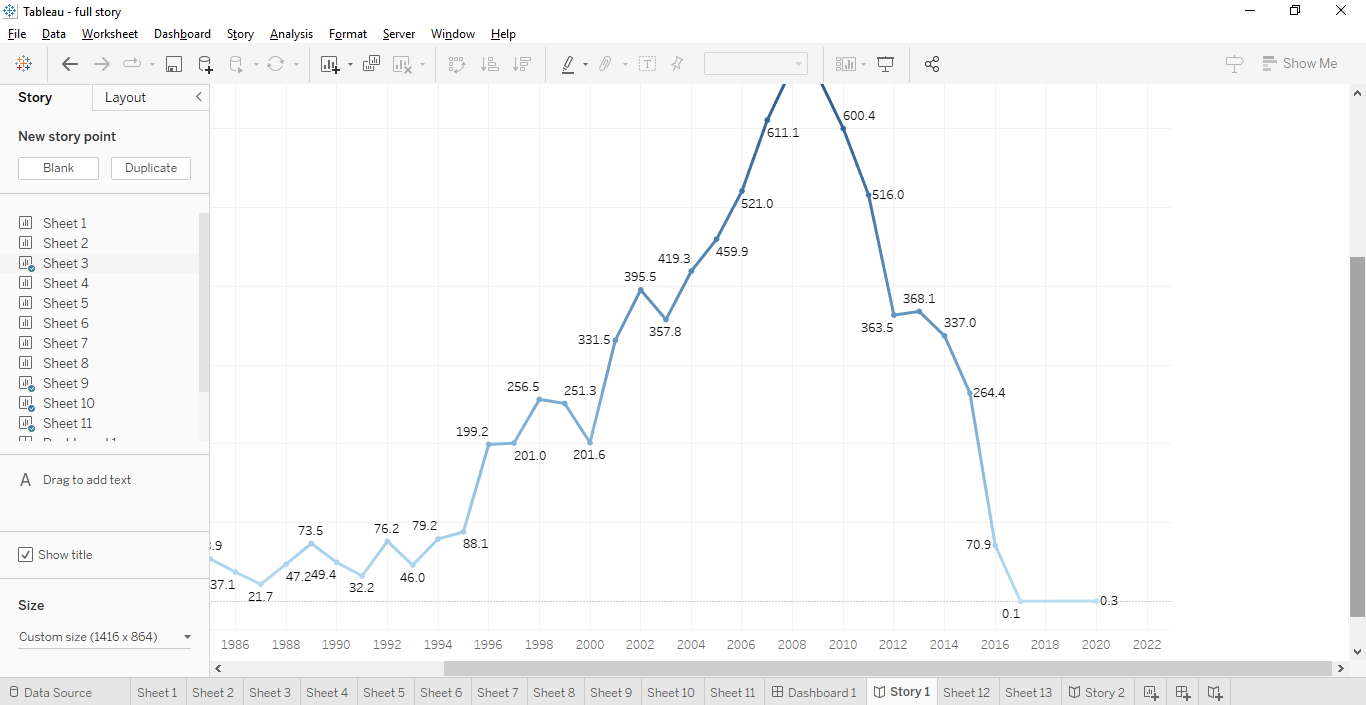 Tableau - full story
File Data Worksheet Dashboard Story Analysis Format Server Window Help
Show Me
Story Layout
New story point
Blank Duplicate
Sheet 1
Sheet 2
Sheet 3
Sheet 4
Sheet 5
Sheet 6
Sheet 7
Sheet 8
Sheet 9
Sheet 10
Sheet 11
A Drag to add text
Show title
Size
Custom size (1416 x 864)
600.4
611.1
516.0
521.0
419.3 459.9
395.5
368.1
357.8 363.5 337.0
331.5
256.5 251.3 264.4
199.2
201.0 201.6
73.5 76.2 79.2
88.1 70.9
.9
37.1 21.7 47.2 49.4 32.2 46.0
0.1 0.3
1986 1988 1990 1992 1994 1996 1998 2000 2002 2004 2006 2008 2010 2012 2014 2016 2018 2020 2022
Data Source Sheet 1 Sheet 2 Sheet 3 Sheet 4 Sheet 5 Sheet 6 Sheet 7 Sheet 8 Sheet 9 Sheet 10 Sheet 11 Dashboard 1 Story 1 Sheet 12 Sheet 13 Story 2